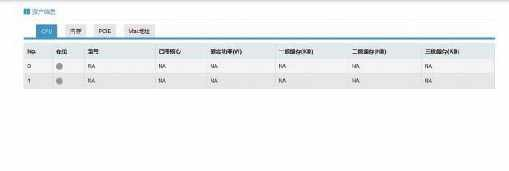 资产信息
CPU 内存 PCIE Mac地址
No. 在位 型号 已用核心 额定功率(W) 一级缓存(KB) 二级缓存(KB) 三级缓存(KB)
0 NA NA NA NA NA NA
1 NA NA NA NA NA NA